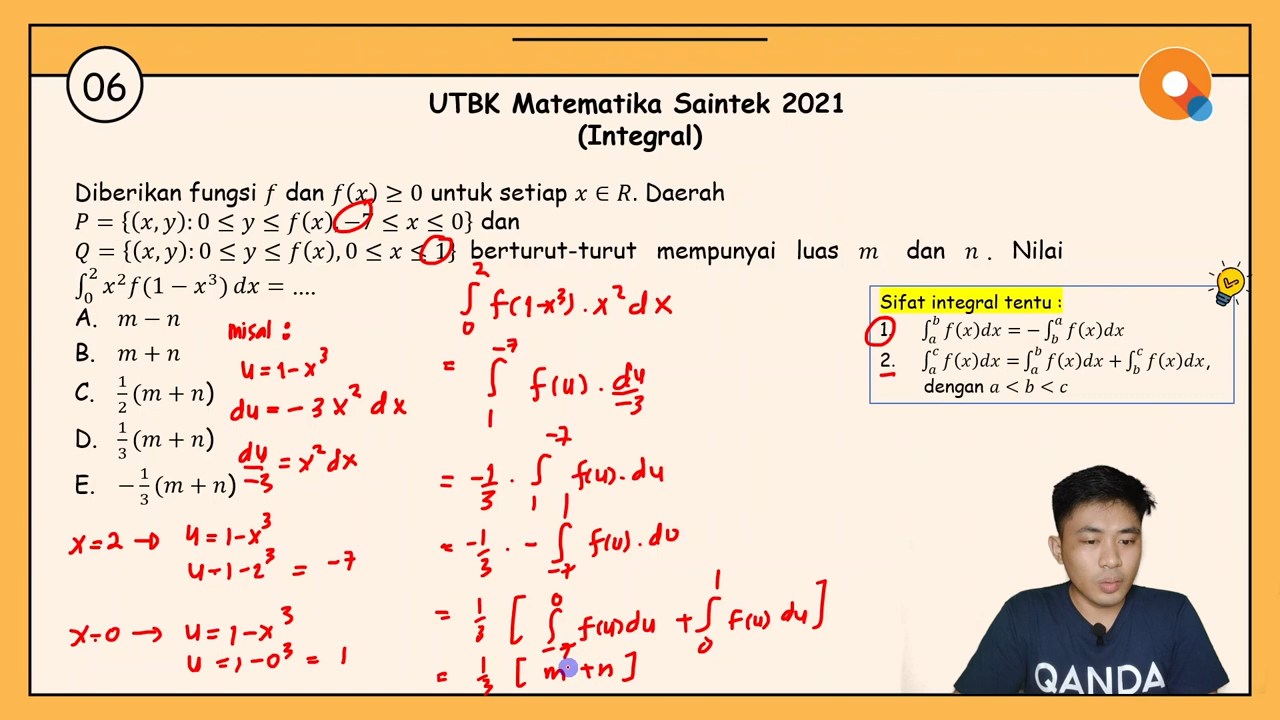 06
UTBK Matematika Saintek 2021
(Integral)
Diberikan fungsi f dan f(x) ≥ 0 untuk setiap x ∈ R. Daerah
P = {(x, y): 0 ≤ y ≤ f(x), −7 ≤ x ≤ 0} dan
Q = {(x, y): 0 ≤ y ≤ f(x), 0 ≤ x ≤ 1} berturut-turut mempunyai luas m dan n. Nilai
∫₀² x² f(1 − x³) dx = ....
A. m − n
B. m + n
C. 1/2 (m + n)
D. 1/3 (m + n)
E. −1/3 (m + n)
misal :
u = 1 - x³
du = -3x² dx
du/-3 = x² dx
x = 2 → u = 1 - x³
u = 1 - 2³ = -7
x = 0 → u = 1 - x³
u = 1 - 0³ = 1
∫₀² f(1-x³) . x² dx
= ∫₁⁻⁷ f(u) . du/-3
= -1/3 . ∫₁⁻⁷ f(u) . du
= -1/3 . - ∫₋₇¹ f(u) . du
= 1/3 [ ∫₋₇⁰ f(u) du + ∫₀¹ f(u) du ]
= 1/3 [ m + n ]
Sifat integral tentu :
1. ∫ₐᵇ f(x)dx = − ∫_b^a f(x)dx
2. ∫ₐᶜ f(x)dx = ∫ₐᵇ f(x)dx + ∫_b^c f(x)dx,
dengan a < b < c
QANDA